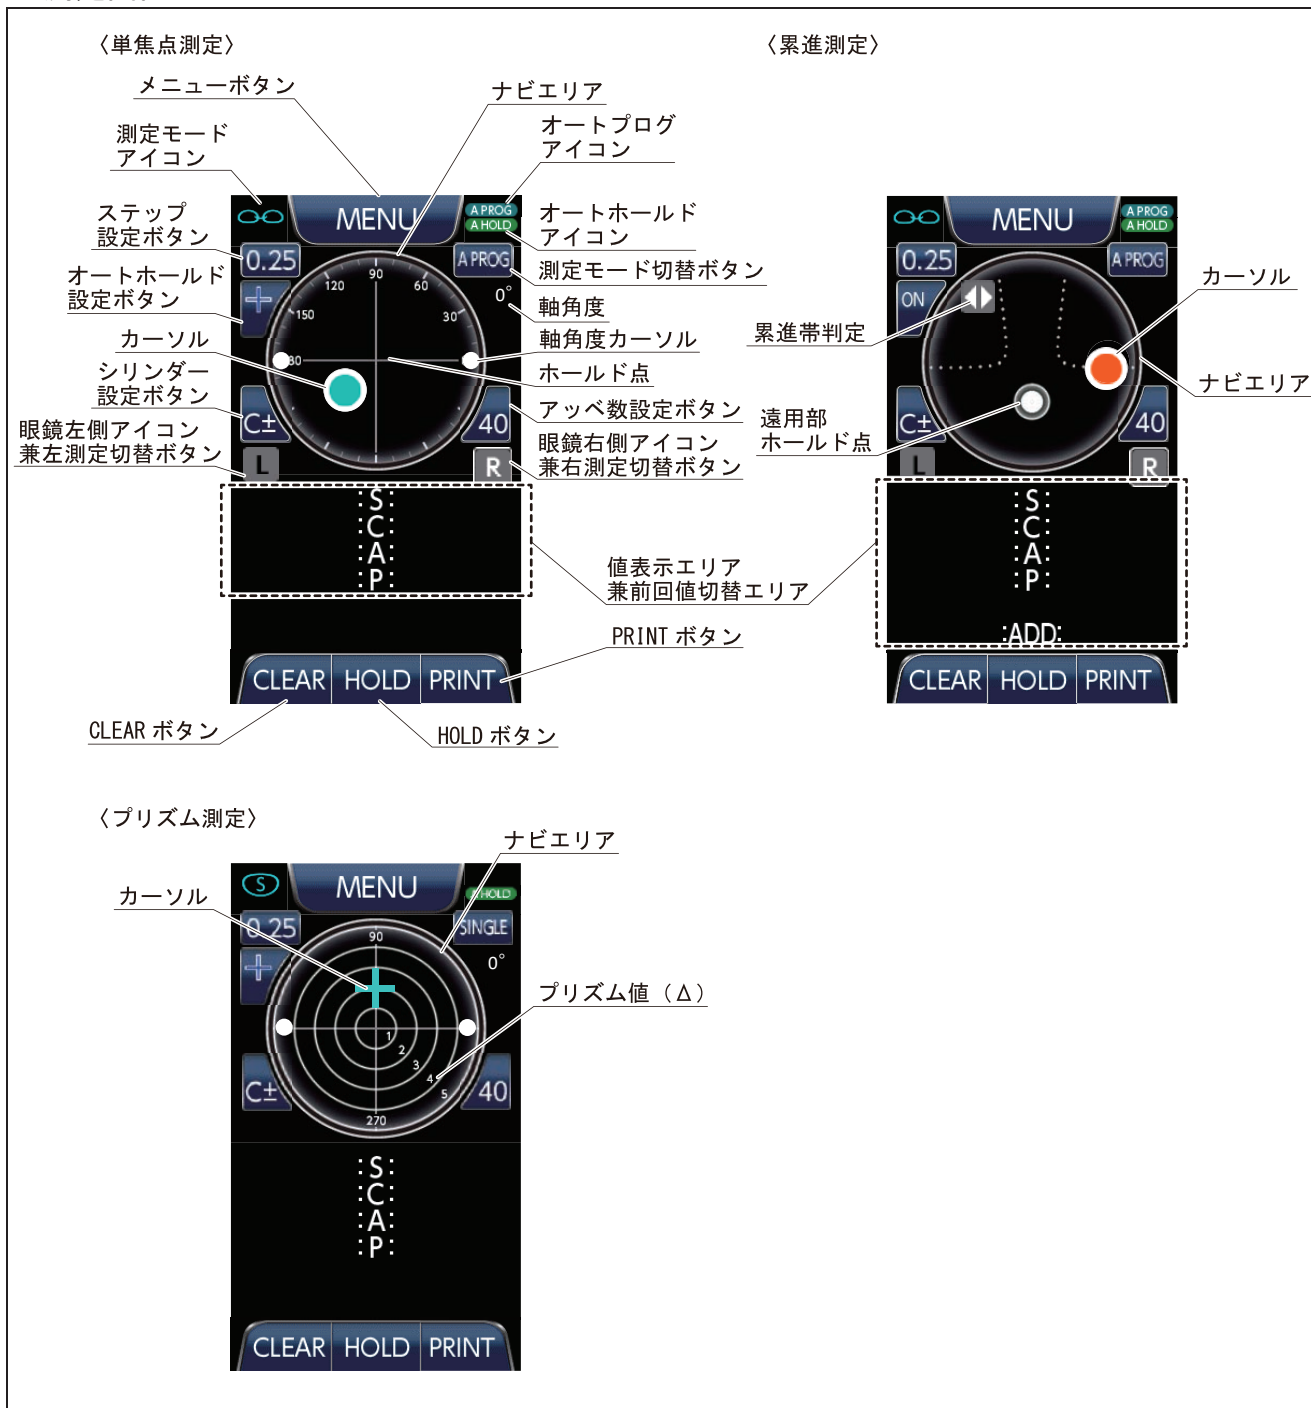 〈単焦点測定〉
メニューボタン
ナビエリア
測定モード
アイコン
オートプログ
アイコン
ステップ
設定ボタン
オートホールド
アイコン
オートホールド
設定ボタン
測定モード切替ボタン
軸角度
カーソル
軸角度カーソル
シリンダー
設定ボタン
ホールド点
アッベ数設定ボタン
眼鏡左側アイコン
兼左測定切替ボタン
眼鏡右側アイコン
兼右測定切替ボタン
MENU
A PROG
A HOLD
0.25
A PROG
90
120
60
0°
150
30
C±
40
L
R
:S:
:C:
:A:
:P:
値表示エリア
兼前回値切替エリア
PRINT ボタン
CLEAR
HOLD
PRINT
CLEAR ボタン
HOLD ボタン
〈累進測定〉
MENU
A PROG
A HOLD
0.25
A PROG
ON
カーソル
累進帯判定
ナビエリア
遠用部
ホールド点
C±
40
L
R
:S:
:C:
:A:
:P:
:ADD:
CLEAR
HOLD
PRINT
〈プリズム測定〉
ナビエリア
カーソル
S
MENU
A HOLD
0.25
SINGLE
90
0°
プリズム値(Δ)
1
2
3
4
5
C±
40
270
:S:
:C:
:A:
:P:
CLEAR
HOLD
PRINT